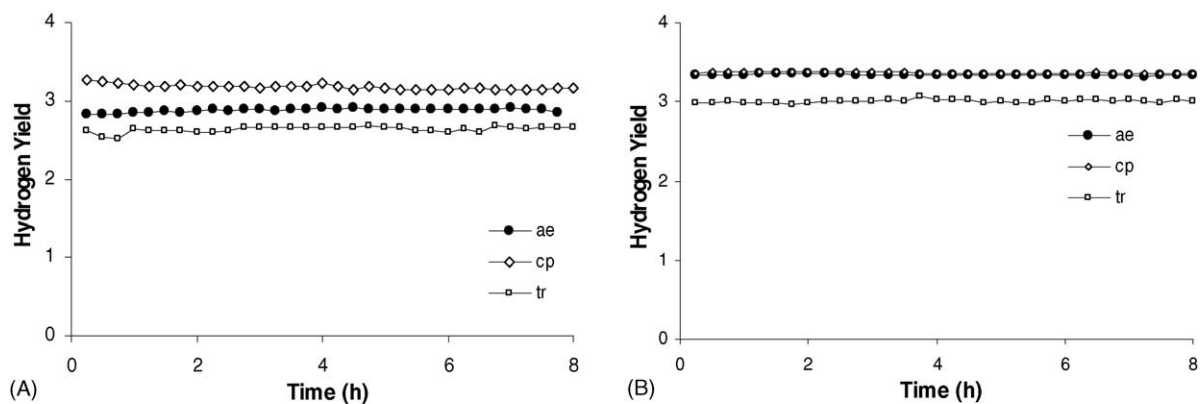 4
3
2
1
0
Hydrogen Yield
ae
cp
tr
0 2 4 6 8
(A) Time (h)
4
3
2
1
0
Hydrogen Yield
ae
cp
tr
0 2 4 6 8
(B) Time (h)